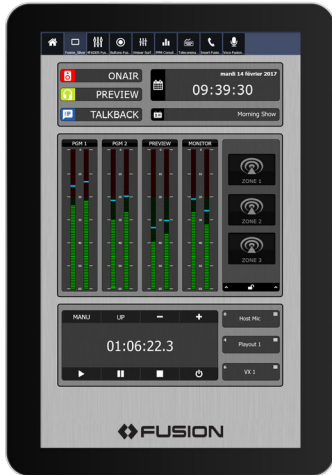 ONAIR
PREVIEW
TALKBACK
mardi 14 février 2017
09:39:30
Morning Show
PGM 1 PGM 2 PREVIEW MONITOR
ZONE 1
ZONE 2
ZONE 3
MANU UP − +
01:06:22.3
Host Mic
Playout 1
VX 1
FUSION